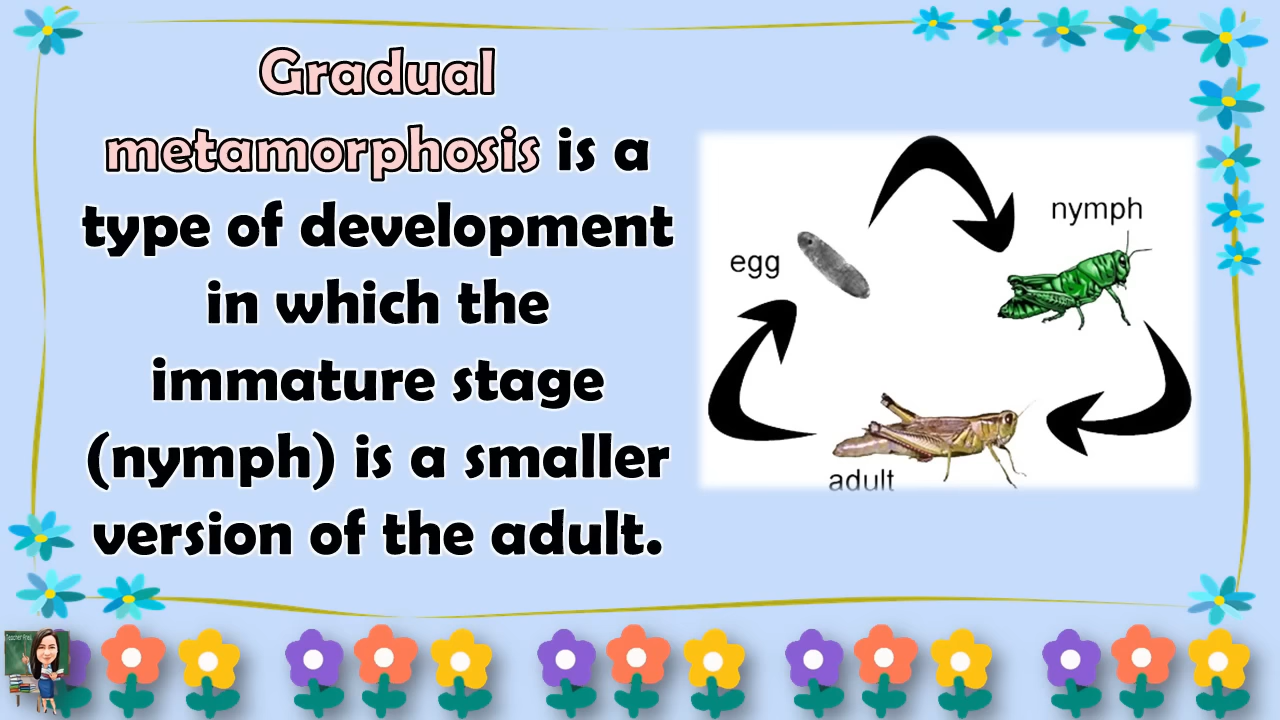 Gradual
metamorphosis is a
type of development
in which the
immature stage
(nymph) is a smaller
version of the adult.
egg
nymph
adult